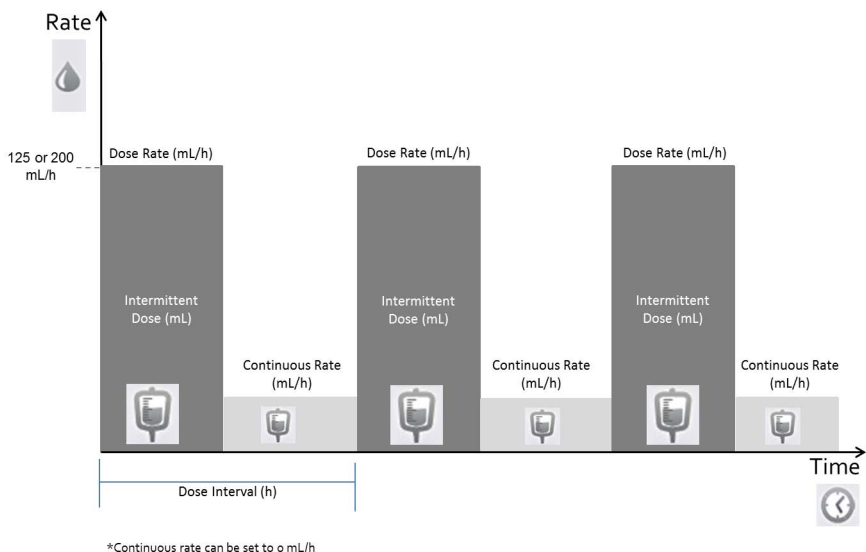 Rate
125 or 200
mL/h
Dose Rate (mL/h)
Dose Rate (mL/h)
Dose Rate (mL/h)
Intermittent
Dose (mL)
Intermittent
Dose (mL)
Intermittent
Dose (mL)
Continuous Rate
(mL/h)
Continuous Rate
(mL/h)
Continuous Rate
(mL/h)
Time
Dose Interval (h)
*Continuous rate can be set to 0 mL/h